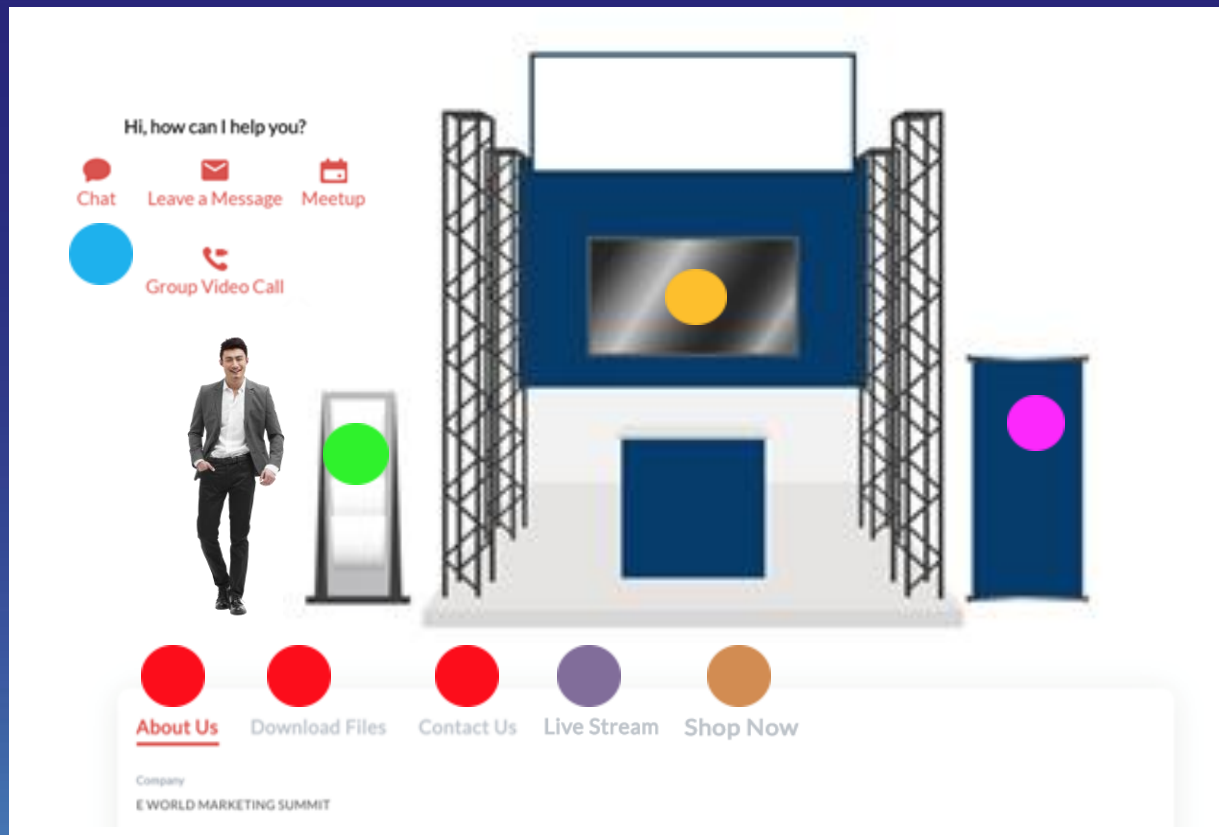 Hi, how can I help you?
Chat Leave a Message Meetup
Group Video Call
About Us Download Files Contact Us Live Stream Shop Now
Company
E WORLD MARKETING SUMMIT